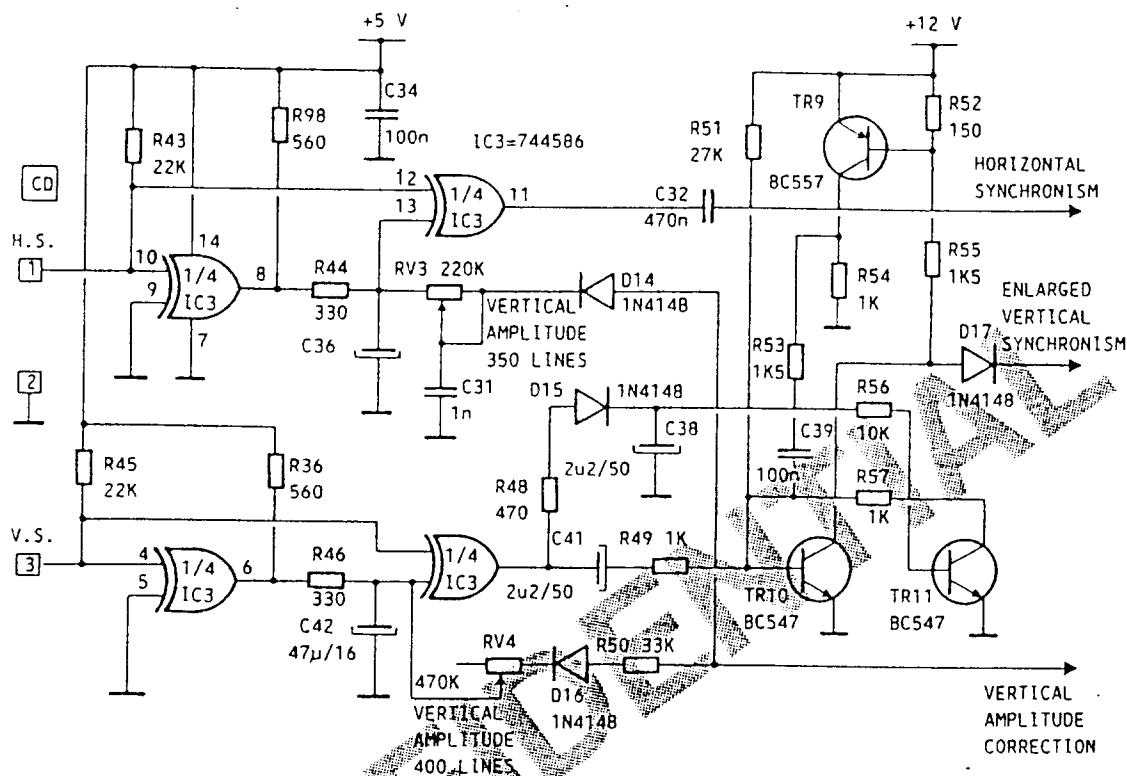 +5 V
+12 V
C34
100n
R98
560
R43
22K
IC3=744586
TR9
R52
150
R51
27K
BC557
CD
12
13
1/4
IC3
11
C32
470n
HORIZONTAL
SYNCHRONISM
H.S.
1
10
9
14
1/4
IC3
8
7
R44
330
RV3 220K
D14
1N4148
R54
1K
R55
1K5
VERTICAL
AMPLITUDE
350 LINES
C36
C31
1n
R53
1K5
D17
1N4148
ENLARGED
VERTICAL
SYNCHRONISM
2
D15
1N4148
C38
2u2/50
R56
10K
C39
100n
R45
22K
R36
560
R48
470
R57
1K
V.S.
3
4
5
1/4
IC3
6
R46
330
1/4
IC3
C41
2u2/50
R49 1K
TR10
BC547
TR11
BC547
C42
47µ/16
RV4
470K
R50 33K
D16
1N4148
VERTICAL
AMPLITUDE
400 LINES
VERTICAL
AMPLITUDE
CORRECTION